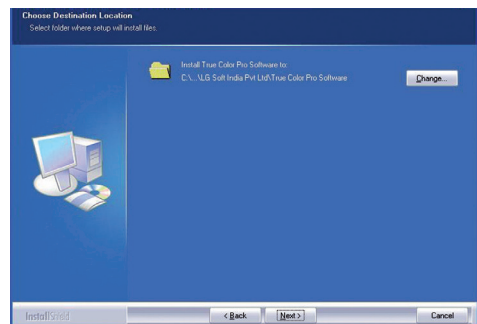 Choose Destination Location
Select folder where setup will install files.
Install True Color Pro Software to:
C:\...\LG Soft India Pvt Ltd\True Color Pro Software
Change...
InstallShield
< Back
Next >
Cancel